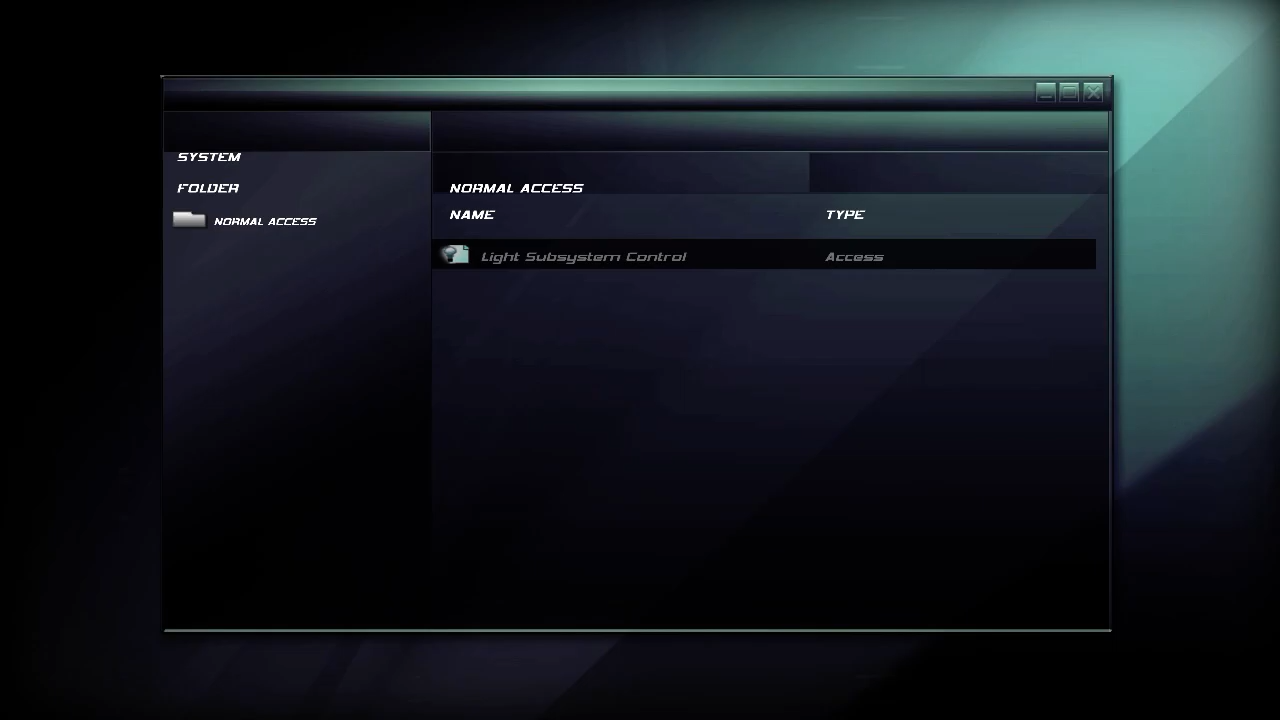 SYSTEM
FOLDER
NORMAL ACCESS
NORMAL ACCESS
NAME TYPE
Light Subsystem Control Access